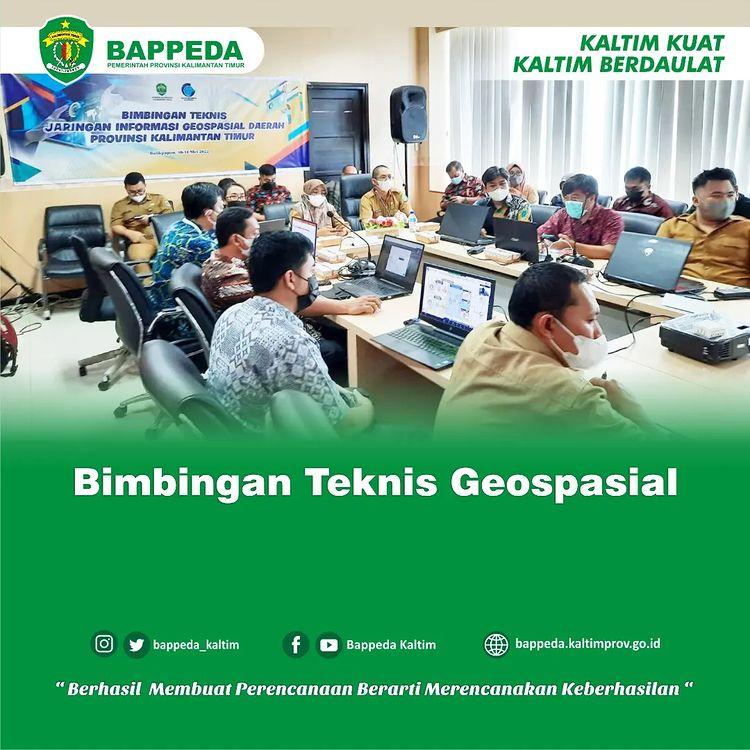 BAPPEDA
PEMERINTAH PROVINSI KALIMANTAN TIMUR
KALTIM KUAT
KALTIM BERDAULAT
BIMBINGAN TEKNIS
JARINGAN INFORMASI GEOSPASIAL DAERAH
PROVINSI KALIMANTAN TIMUR
Bimbingan Teknis Geospasial
bappeda_kaltim
Bappeda Kaltim
bappeda.kaltimprov.go.id
“ Berhasil Membuat Perencanaan Berarti Merencanakan Keberhasilan “